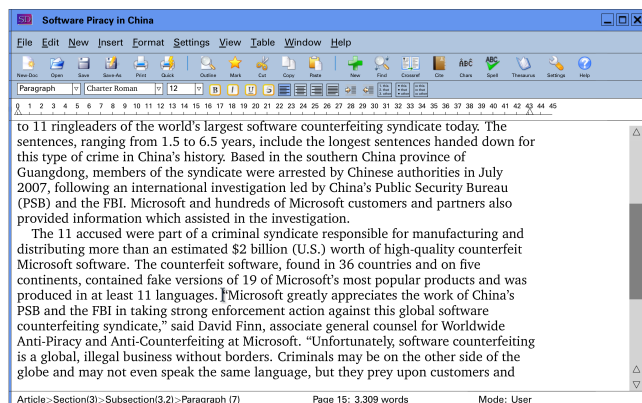 SD Software Piracy in China
File Edit New Insert Format Settings View Table Window Help
New-Doc Open Save Save-As Print Quick Outline Mark Cut Copy Paste New Find Crossref Cite Chars Spell Thesaurus Settings Help
Paragraph Charter Roman 12 B I U
0 1 2 3 4 5 6 7 8 9 10 11 12 13 14 15 16 17 18 19 20 21 22 23 24 25 26 27 28 29 30 31 32 33 34 35 36 37 38 39 40 41 42 43 44 45
to 11 ringleaders of the world's largest software counterfeiting syndicate today. The
sentences, ranging from 1.5 to 6.5 years, include the longest sentences handed down for
this type of crime in China's history. Based in the southern China province of
Guangdong, members of the syndicate were arrested by Chinese authorities in July
2007, following an international investigation led by China's Public Security Bureau
(PSB) and the FBI. Microsoft and hundreds of Microsoft customers and partners also
provided information which assisted in the investigation.
The 11 accused were part of a criminal syndicate responsible for manufacturing and
distributing more than an estimated $2 billion (U.S.) worth of high-quality counterfeit
Microsoft software. The counterfeit software, found in 36 countries and on five
continents, contained fake versions of 19 of Microsoft's most popular products and was
produced in at least 11 languages. “Microsoft greatly appreciates the work of China's
PSB and the FBI in taking strong enforcement action against this global software
counterfeiting syndicate,” said David Finn, associate general counsel for Worldwide
Anti-Piracy and Anti-Counterfeiting at Microsoft. “Unfortunately, software counterfeiting
is a global, illegal business without borders. Criminals may be on the other side of the
globe and may not even speak the same language, but they prey upon customers and
Article>Section(3)>Subsection(3.2)>Paragraph (7) Page 15: 3,309 words Mode: User